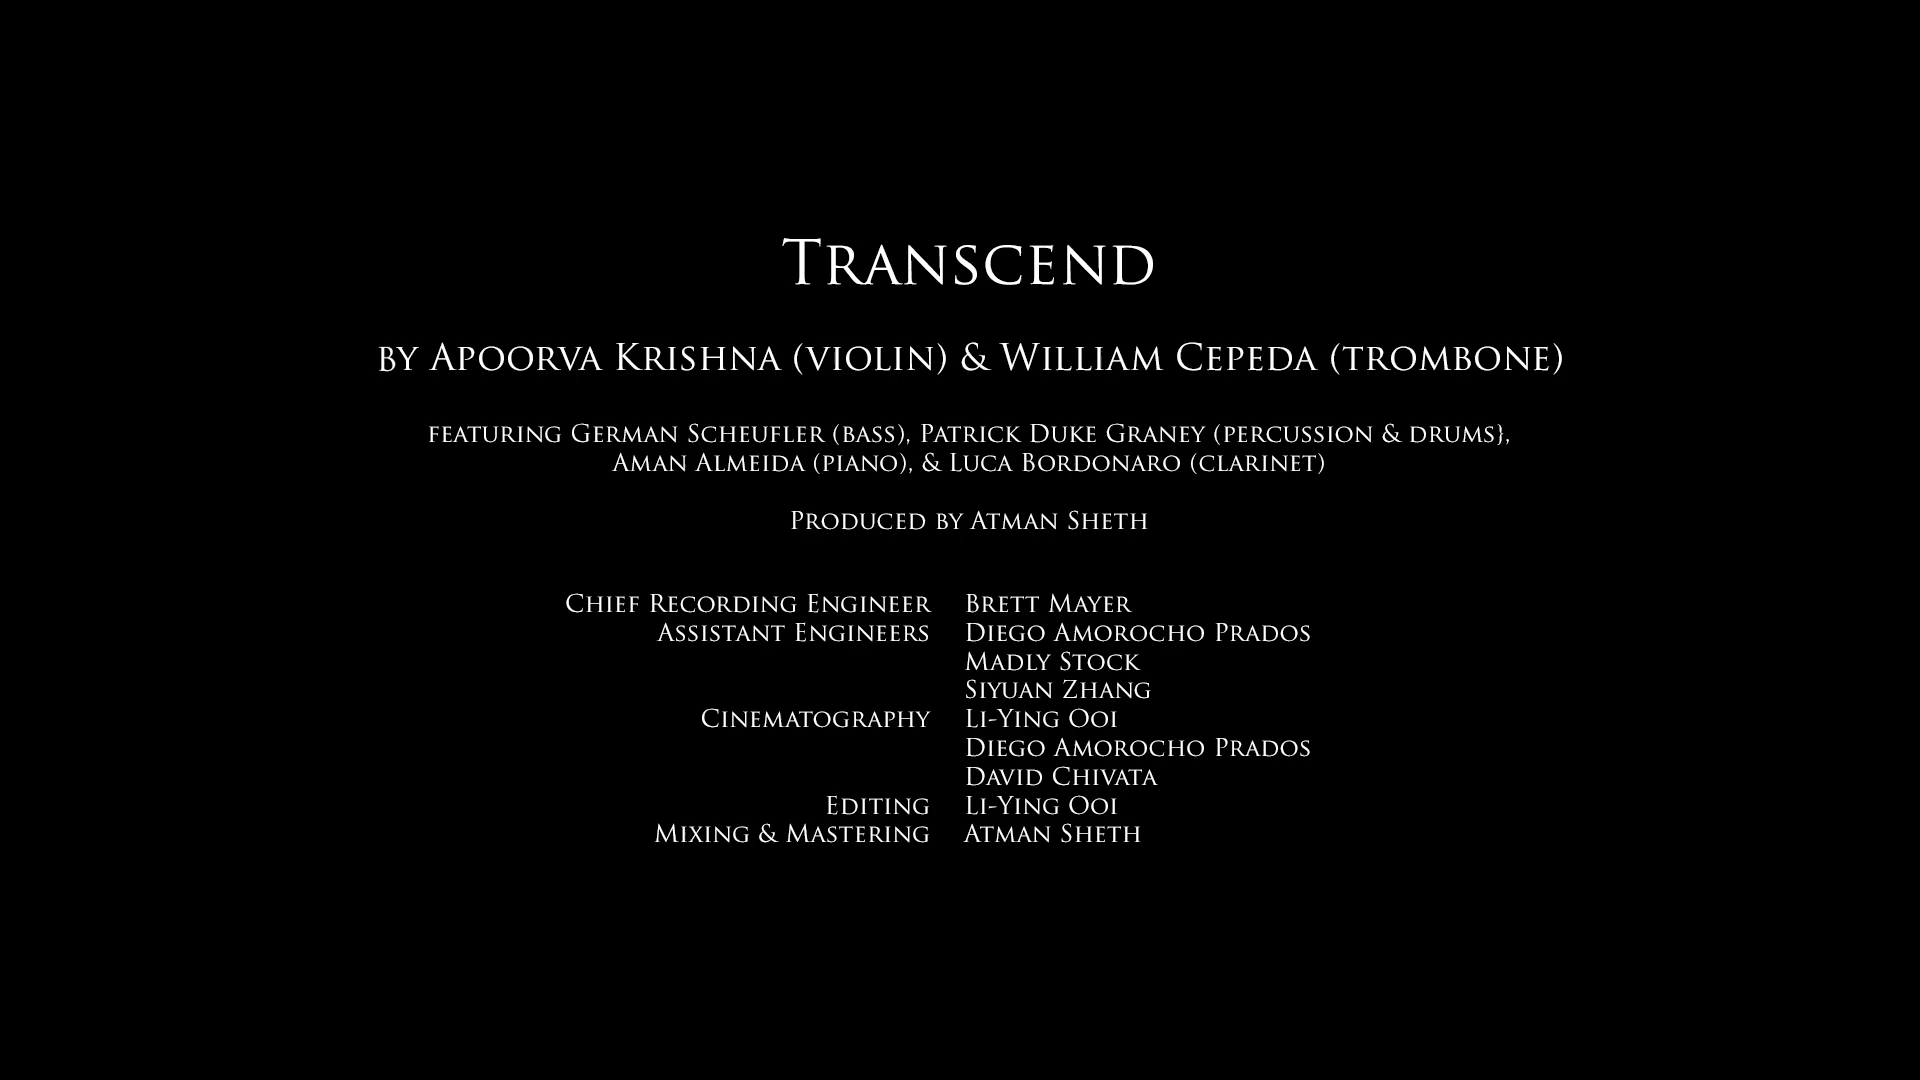 Transcend
by Apoorva Krishna (violin) & William Cepeda (trombone)
featuring German Scheufler (bass), Patrick Duke Graney (percussion & drums},
Aman Almeida (piano), & Luca Bordonaro (clarinet)
Produced by Atman Sheth
Chief Recording Engineer Brett Mayer
Assistant Engineers Diego Amorocho Prados
Madly Stock
Siyuan Zhang
Cinematography Li-Ying Ooi
Diego Amorocho Prados
David Chivata
Editing Li-Ying Ooi
Mixing & Mastering Atman Sheth